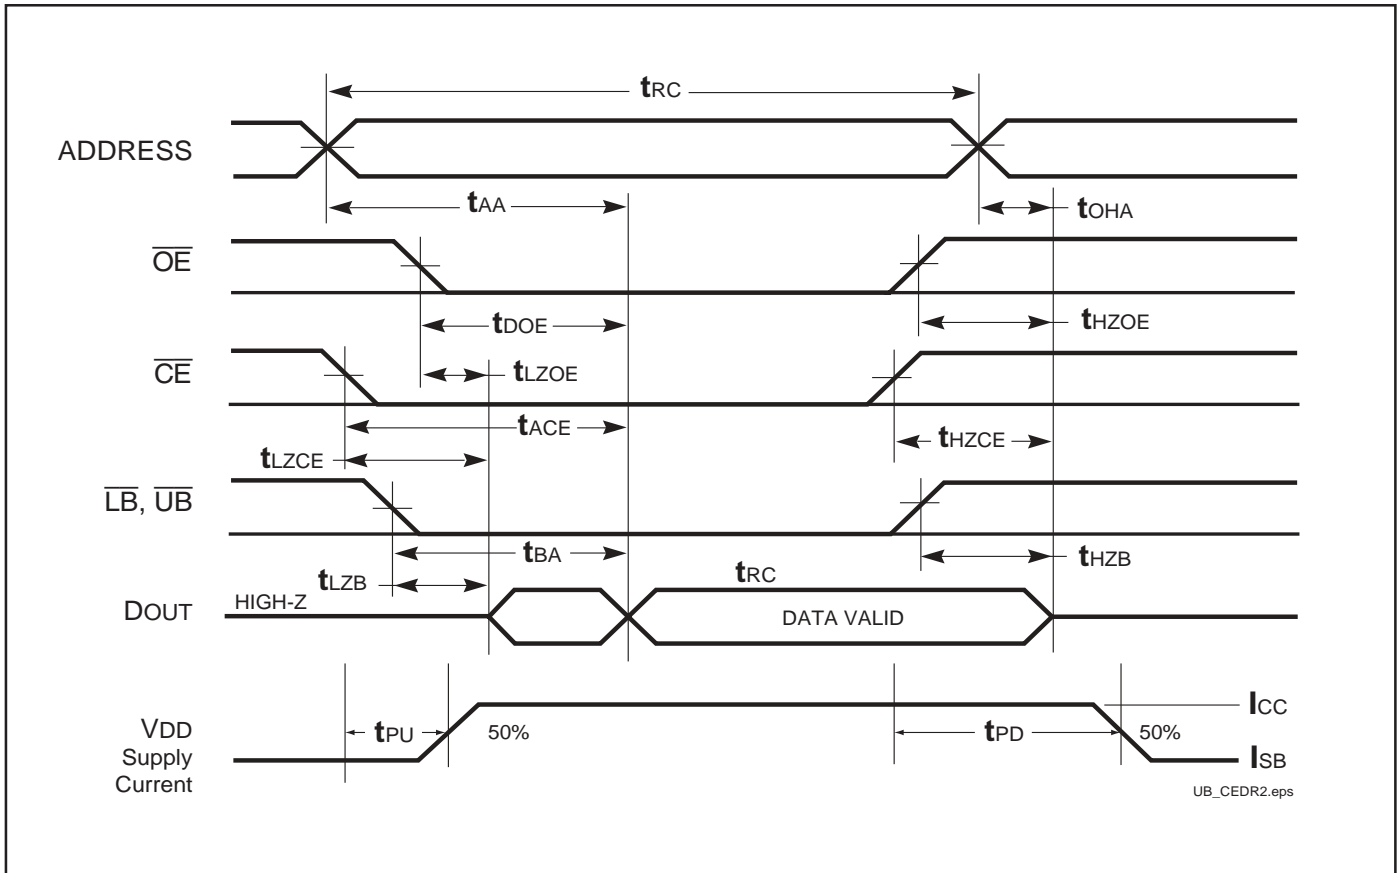 tRC
ADDRESS
tAA
tOHA
OE
tDOE
tHZOE
CE
tLZOE
tACE
tHZCE
tLZCE
LB, UB
tBA
tHZB
tLZB
tRC
DOUT
HIGH-Z
DATA VALID
ICC
VDD
tPU
50%
tPD
50%
Supply
ISB
Current
UB_CEDR2.eps